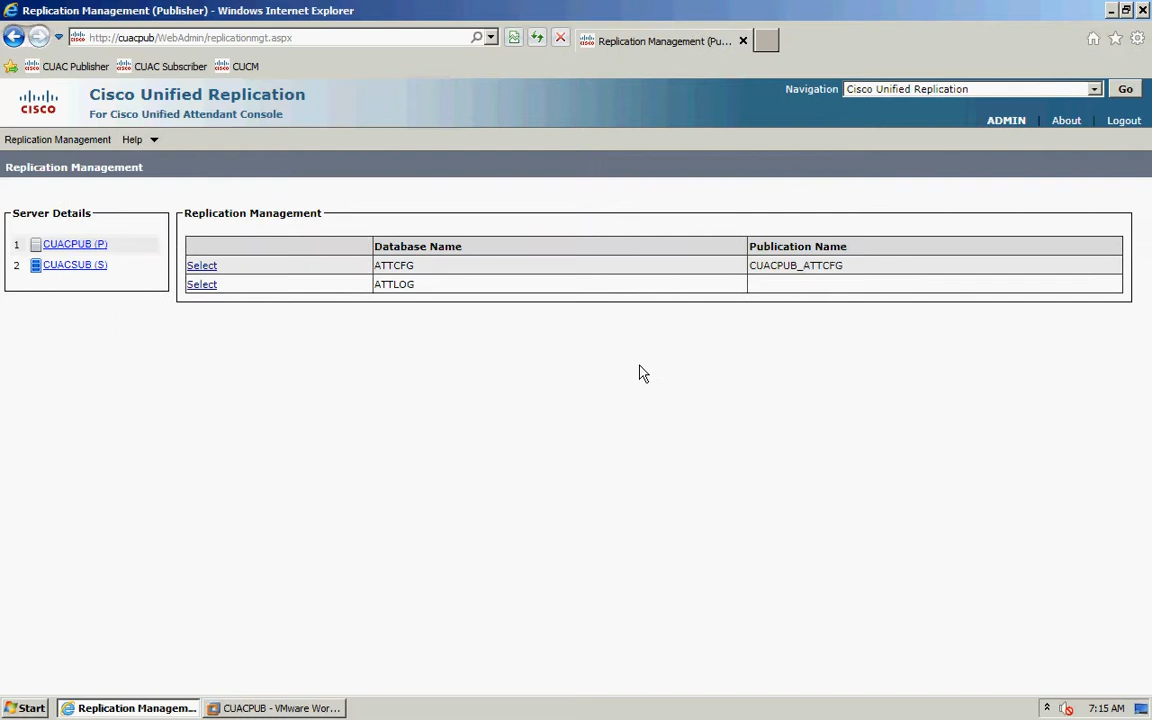 Replication Management (Publisher) - Windows Internet Explorer
http://cuacpub/WebAdmin/replicationmgt.aspx
Replication Management (Pu...
CUAC Publisher CUAC Subscriber CUCM
CISCO
Cisco Unified Replication
For Cisco Unified Attendant Console
Navigation Cisco Unified Replication Go
ADMIN | About | Logout
Replication Management Help
Replication Management
Server Details
1 CUACPUB (P)
2 CUACSUB (S)
Replication Management
Database Name Publication Name
Select ATTCFG CUACPUB_ATTCFG
Select ATTLOG
Start Replication Managem... CUACPUB - VMware Wor... 7:15 AM